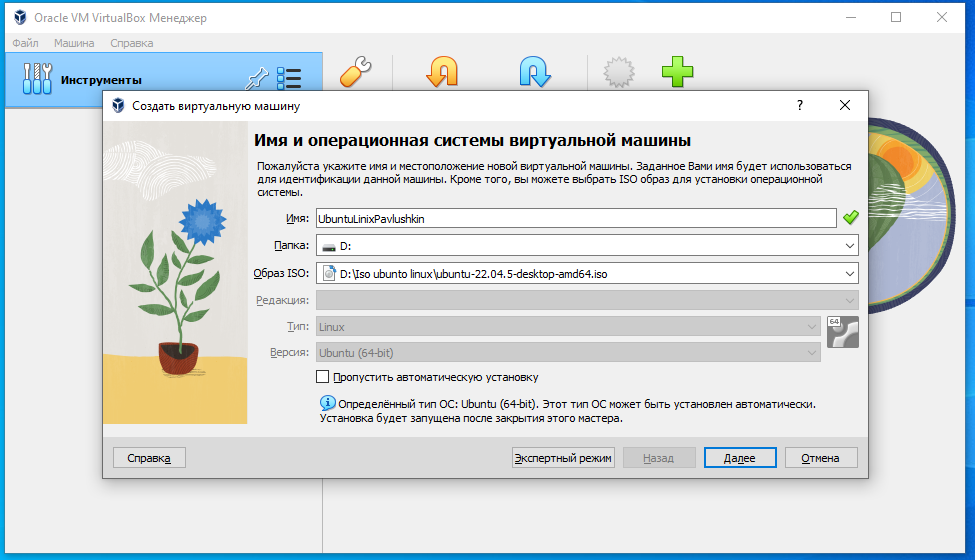 Oracle VM VirtualBox Менеджер
Файл Машина Справка
Инструменты
Создать виртуальную машину
?
Имя и операционная системы виртуальной машины
Пожалуйста укажите имя и местоположение новой виртуальной машины. Заданное Вами имя будет использоваться
для идентификации данной машины. Кроме того, вы можете выбрать ISO образ для установки операционной
системы.
Имя: UbuntuLinixPavlushkin
Папка: D:
Образ ISO: D:\Iso ubunto linux\ubuntu-22.04.5-desktop-amd64.iso
Редакция:
Тип: Linux
64
Версия: Ubuntu (64-bit)
Пропустить автоматическую установку
Определённый тип ОС: Ubuntu (64-bit). Этот тип ОС может быть установлен автоматически.
Установка будет запущена после закрытия этого мастера.
Справка Экспертный режим Назад Далее Отмена